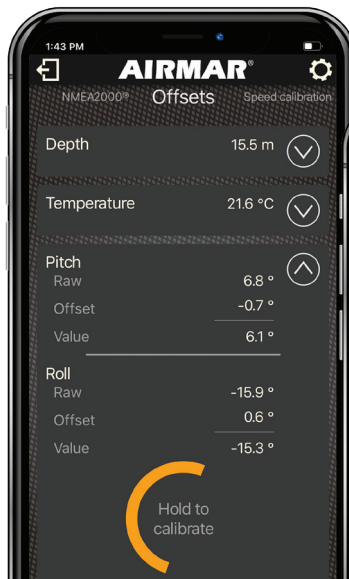 1:43 PM
AIRMAR®
NMEA2000® Offsets Speed calibration
Depth 15.5 m
Temperature 21.6 °C
Pitch
Raw 6.8 °
Offset -0.7 °
Value 6.1 °
Roll
Raw -15.9 °
Offset 0.6 °
Value -15.3 °
Hold to
calibrate